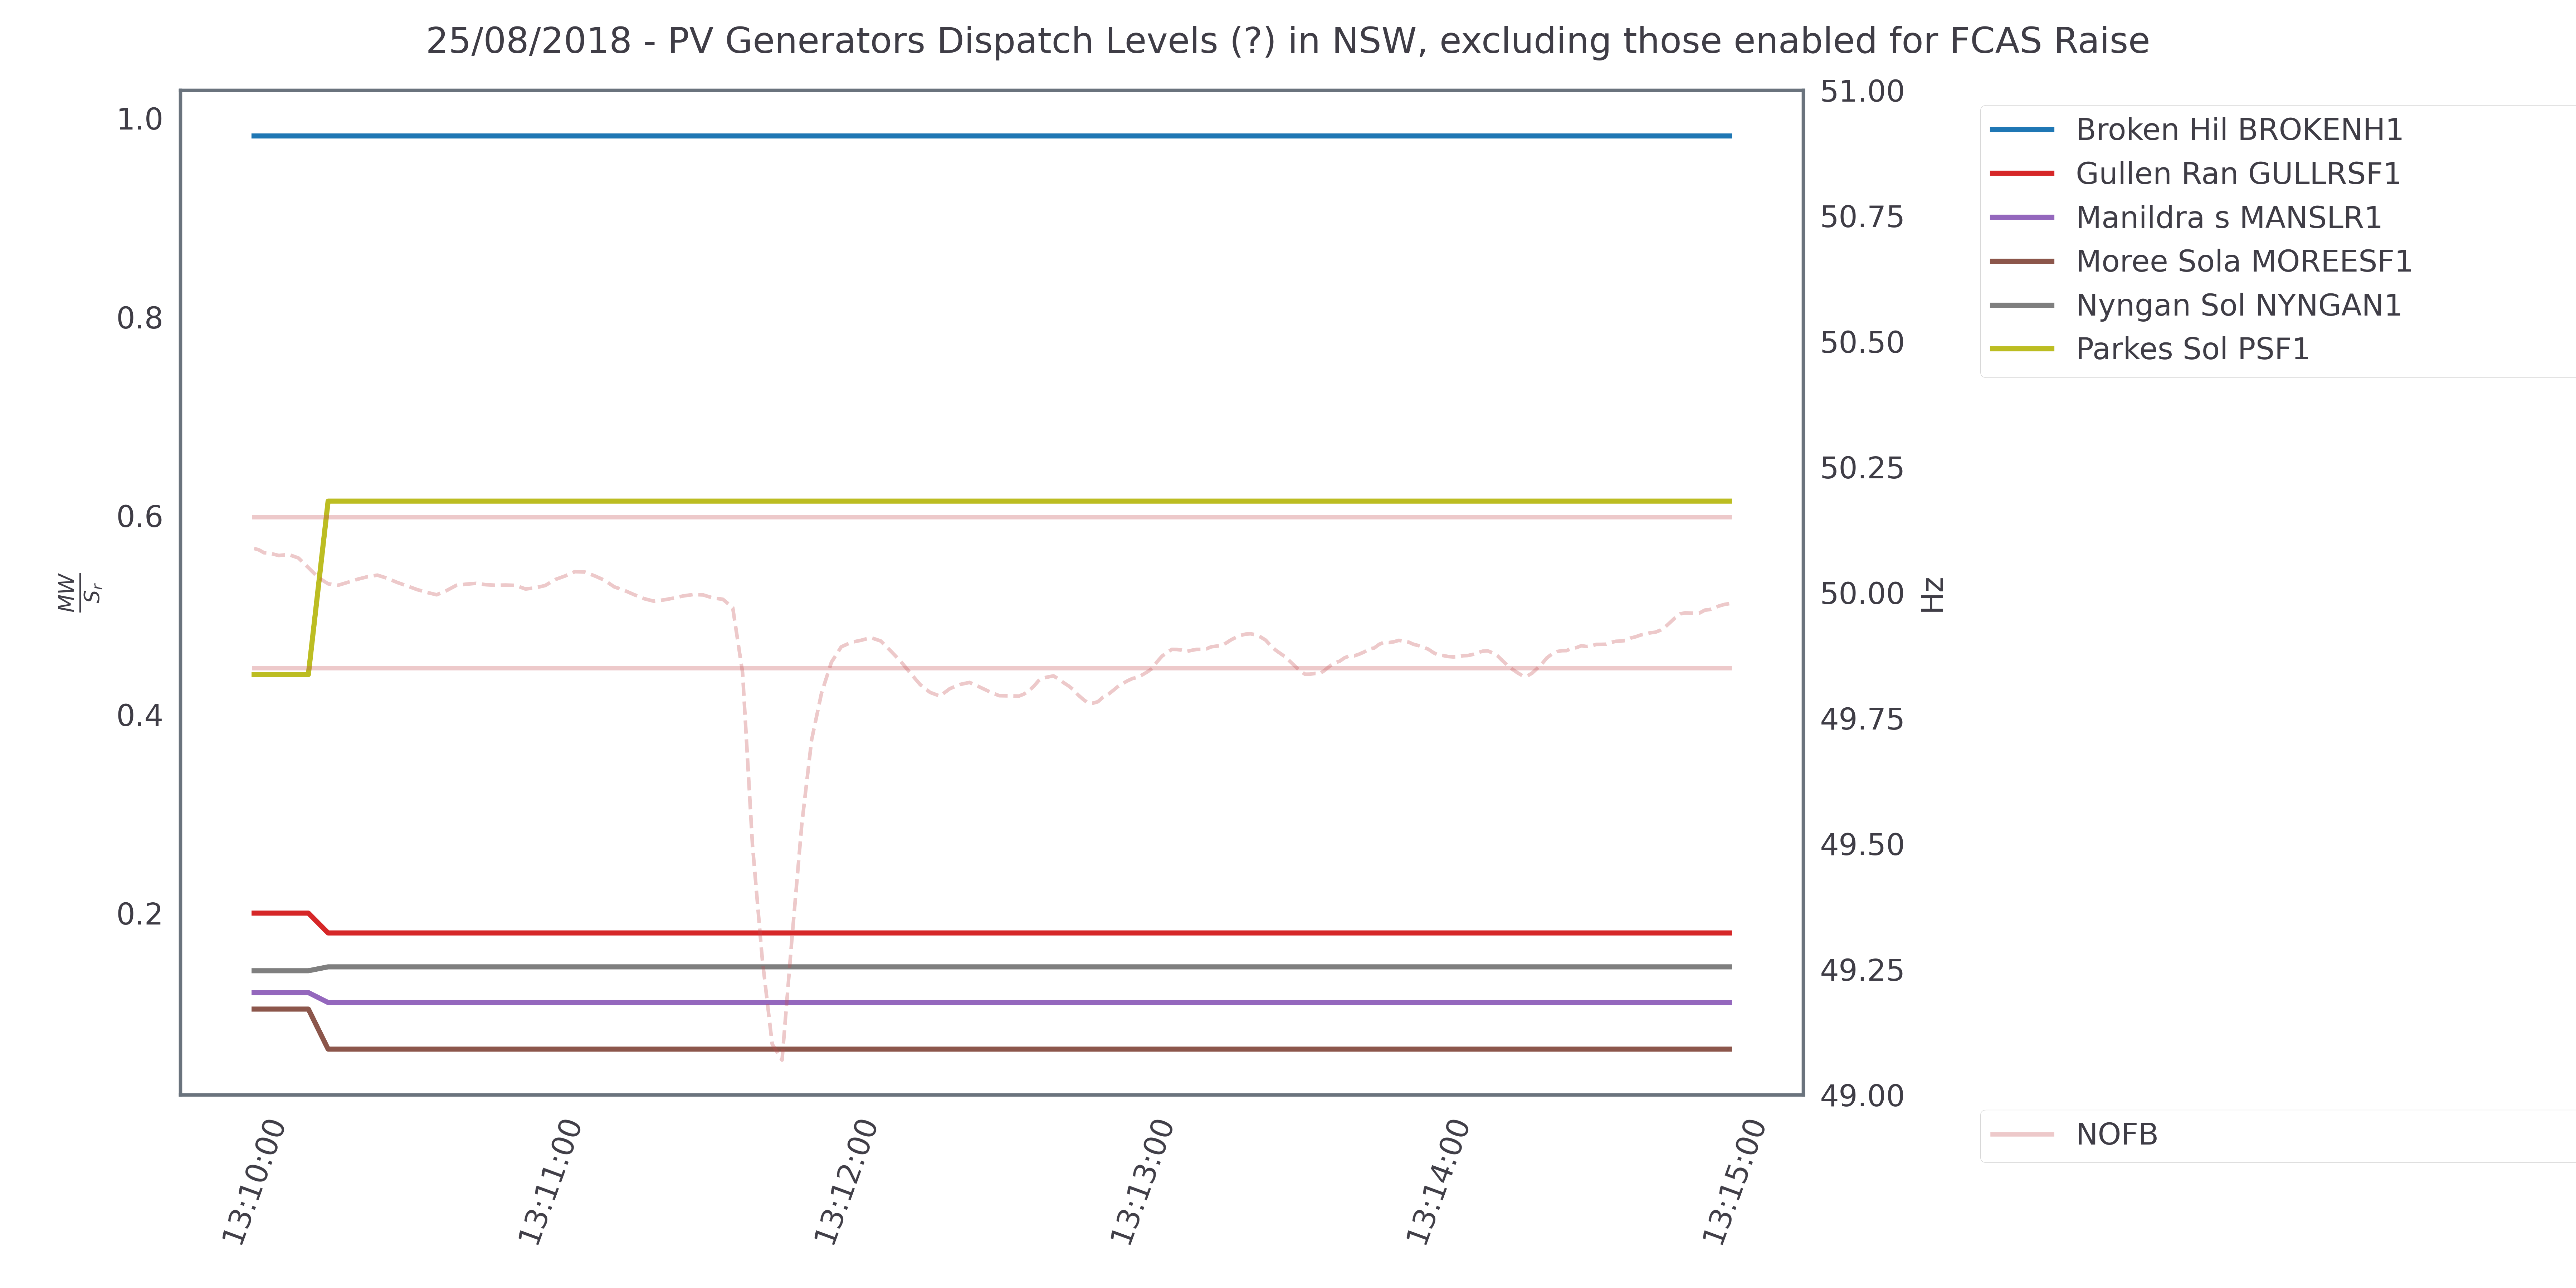 25/08/2018 - PV Generators Dispatch Levels (?) in NSW, excluding those enabled for FCAS Raise
1.0
0.8
0.6
0.4
0.2
MW
S_r
51.00
50.75
50.50
50.25
50.00
49.75
49.50
49.25
49.00
Hz
Broken Hil BROKENH1
Gullen Ran GULLRSF1
Manildra s MANSLR1
Moree Sola MOREESF1
Nyngan Sol NYNGAN1
Parkes Sol PSF1
NOFB
13:10:00
13:11:00
13:12:00
13:13:00
13:14:00
13:15:00